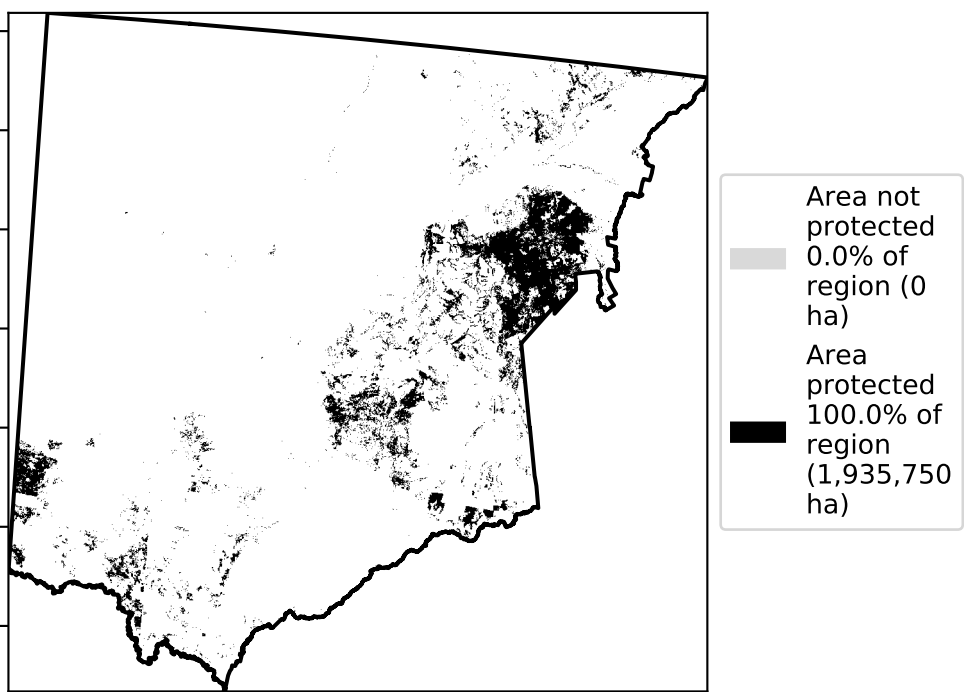 Area not
protected
0.0% of
region (0
ha)
Area
protected
100.0% of
region
(1,935,750
ha)